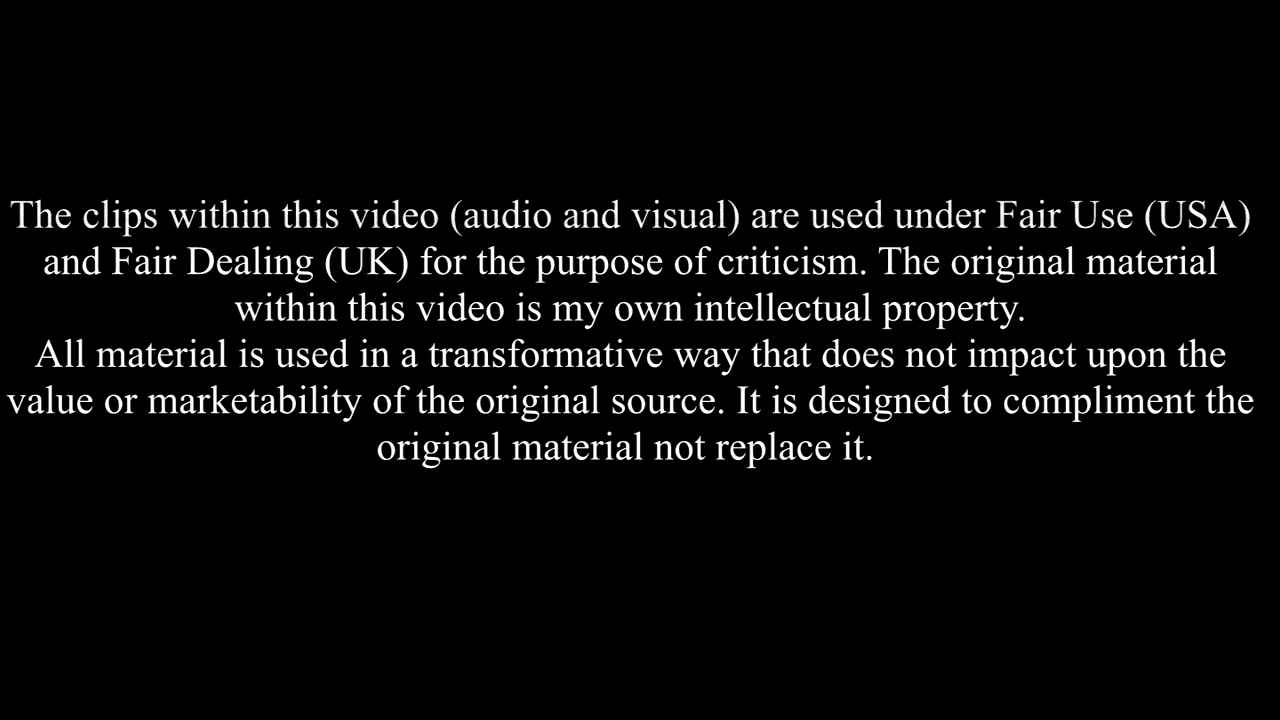 The clips within this video (audio and visual) are used under Fair Use (USA)
and Fair Dealing (UK) for the purpose of criticism. The original material
within this video is my own intellectual property.
All material is used in a transformative way that does not impact upon the
value or marketability of the original source. It is designed to compliment the
original material not replace it.